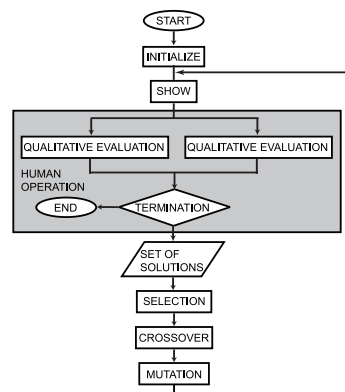 START
INITIALIZE
SHOW
QUALITATIVE EVALUATION
QUALITATIVE EVALUATION
HUMAN
OPERATION
END
TERMINATION
SET OF
SOLUTIONS
SELECTION
CROSSOVER
MUTATION